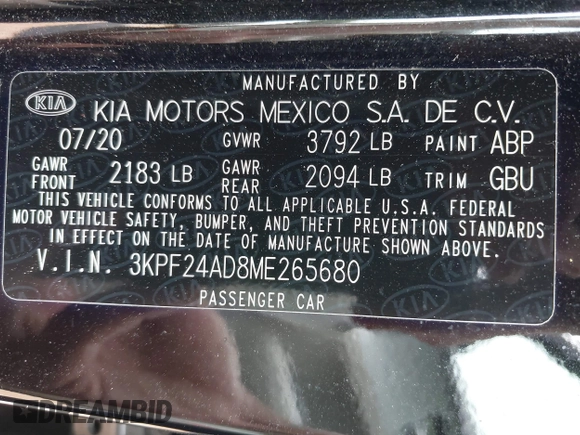 MANUFACTURED BY
KIA KIA MOTORS MEXICO S.A. DE C.V.
07/20 GVWR 3792 LB PAINT ABP
GAWR FRONT 2183 LB GAWR REAR 2094 LB TRIM GBU
THIS VEHICLE CONFORMS TO ALL APPLICABLE U.S.A. FEDERAL
MOTOR VEHICLE SAFETY, BUMPER, AND THEFT PREVENTION STANDARDS
IN EFFECT ON THE DATE OF MANUFACTURE SHOWN ABOVE.
V.I.N. 3KPF24AD8ME265680
PASSENGER CAR
DREAMBID